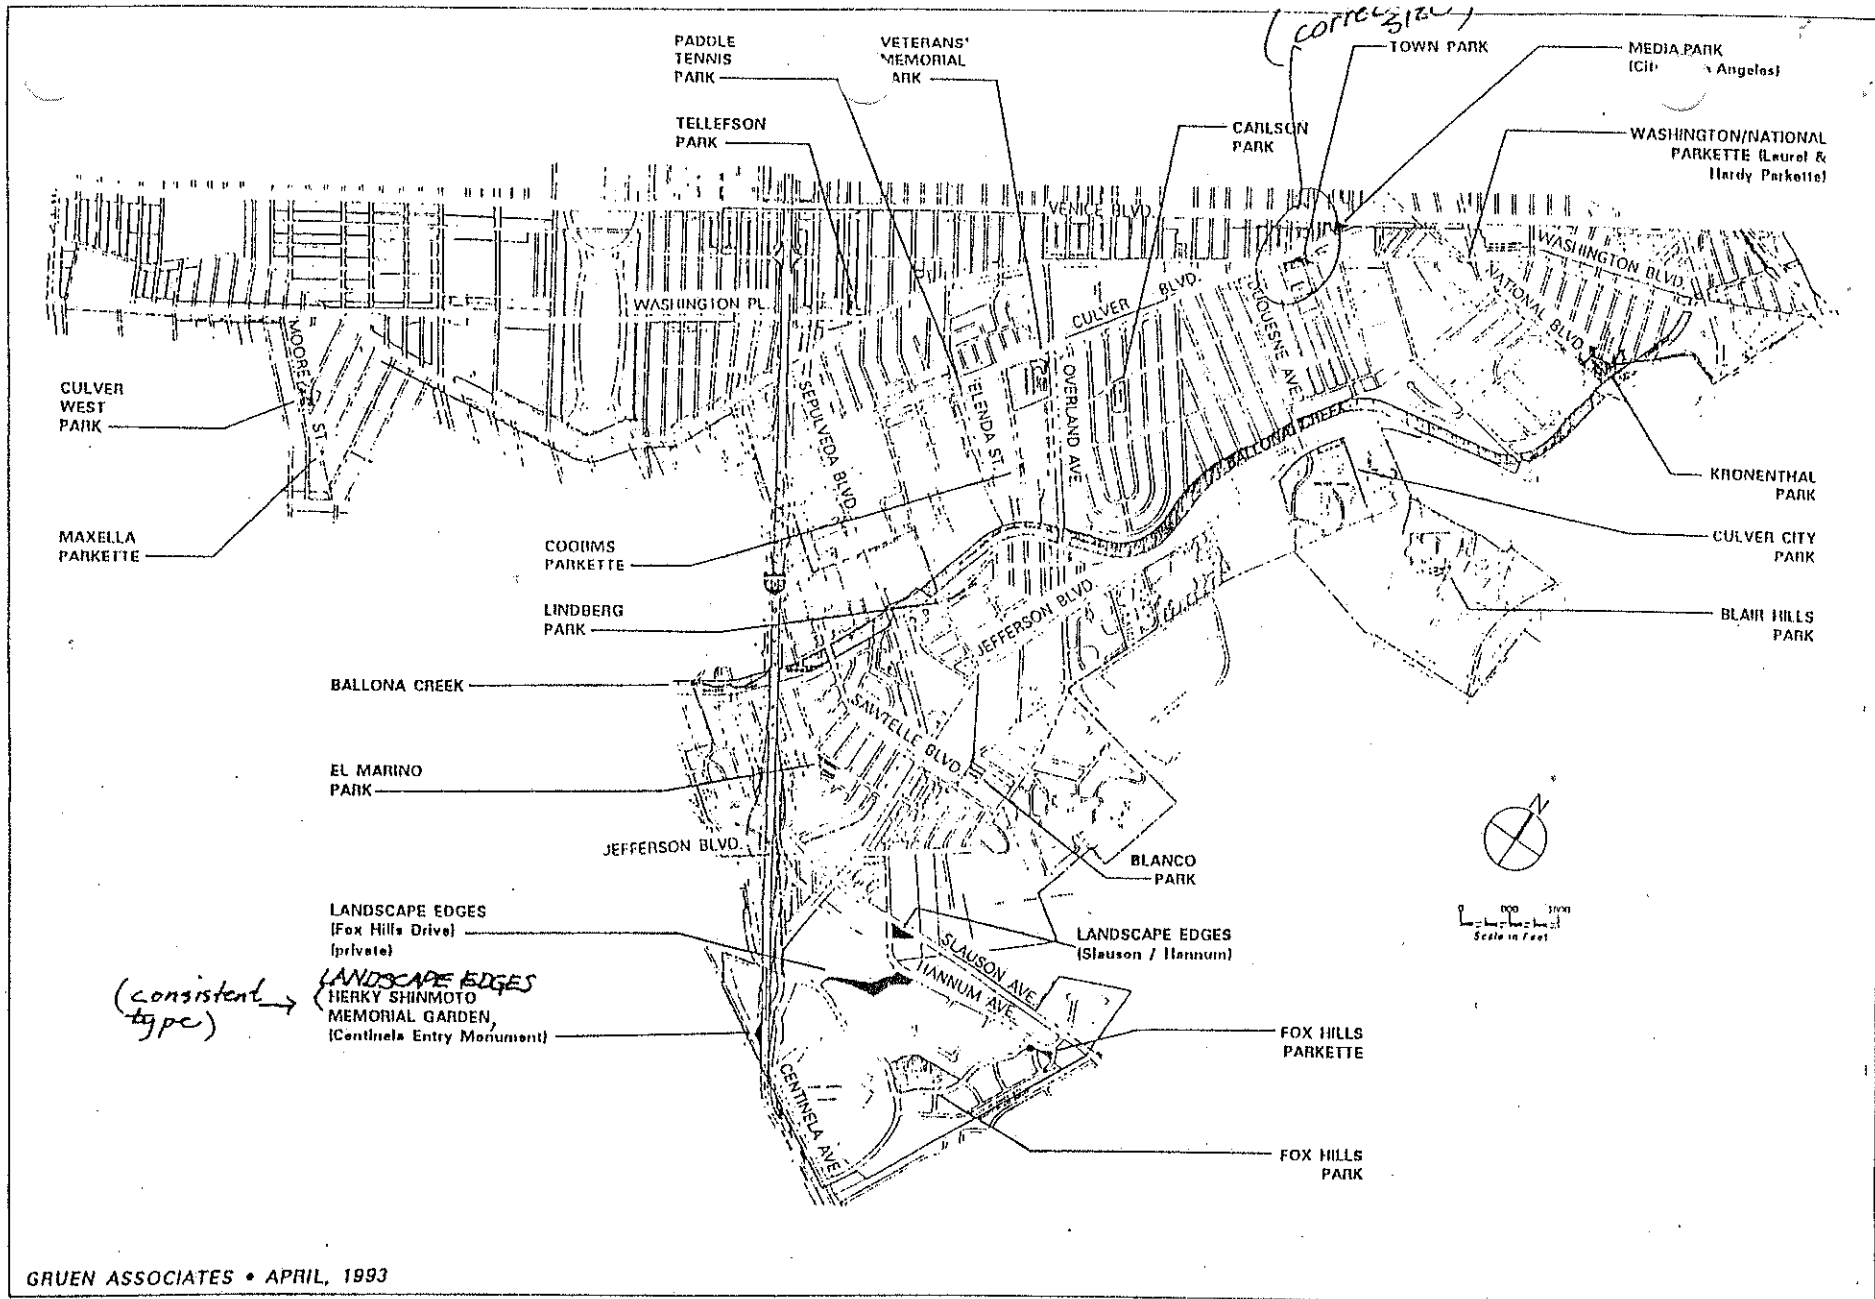 (correct size)
PADDLE
TENNIS
PARK
VETERANS'
MEMORIAL
ARK
TOWN PARK
MEDIA PARK
(Cit Angeles)
TELLEFSON
PARK
CARLSON
PARK
WASHINGTON/NATIONAL
PARKETTE (Laurel &
Hardy Parkette)
VENICE BLVD.
WASHINGTON BLVD.
WASHINGTON PL.
CULVER BLVD.
DUQUESNE AVE.
NATIONAL BLVD.
MOORE ST.
SEPULVEDA BLVD.
ELENDA ST.
OVERLAND AVE
BALLONA CREEK
CULVER
WEST
PARK
KRONENTHAL
PARK
MAXELLA
PARKETTE
COOMBS
PARKETTE
CULVER CITY
PARK
LINDBERG
PARK
JEFFERSON BLVD.
BLAIR HILLS
PARK
BALLONA CREEK
SAWTELLE BLVD.
EL MARINO
PARK
N
JEFFERSON BLVD.
BLANCO
PARK
LANDSCAPE EDGES
(Fox Hills Drive)
(private)
LANDSCAPE EDGES
(Slauson / Hannum)
SLAUSON AVE.
HANNUM AVE.
Scale in Feet
(consistent
type)
LANDSCAPE EDGES
HERKY SHINMOTO
MEMORIAL GARDEN,
(Centinela Entry Monument)
FOX HILLS
PARKETTE
CENTINELA AVE.
FOX HILLS
PARK
GRUEN ASSOCIATES • APRIL, 1993